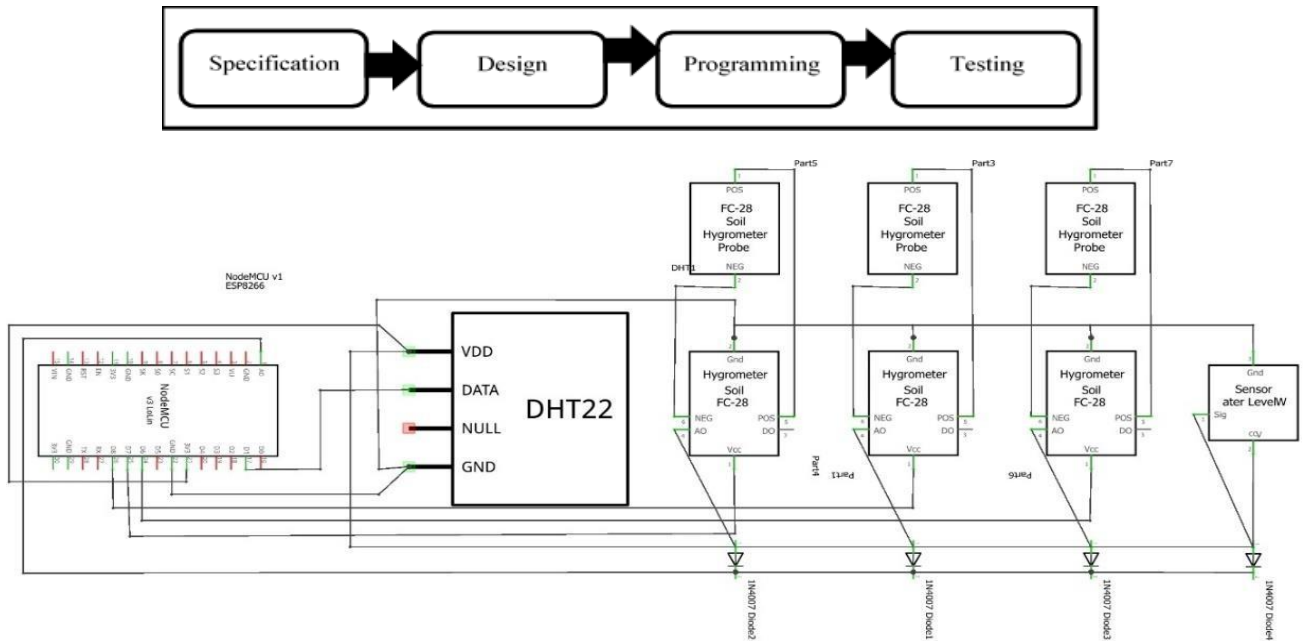 Specification
Design
Programming
Testing
Part5
Part3
Part7
POS
FC-28
Soil
Hygrometer
Probe
NEG
POS
FC-28
Soil
Hygrometer
Probe
NEG
POS
FC-28
Soil
Hygrometer
Probe
NEG
DHT1
NodeMCU v1
ESP8266
NodeMCU
v3 LoLin
VDD
DATA
NULL
GND
DHT22
Gnd
Hygrometer
Soil
FC-28
NEG
POS
AO
DO
Vcc
Gnd
Hygrometer
Soil
FC-28
NEG
POS
AO
DO
Vcc
Gnd
Hygrometer
Soil
FC-28
NEG
POS
AO
DO
Vcc
Gnd
Sensor
ater LevelW
Sig
Part4
Part1
Part6
1N4007 Diode2
1N4007 Diode1
1N4007 Diode3
1N4007 Diode4